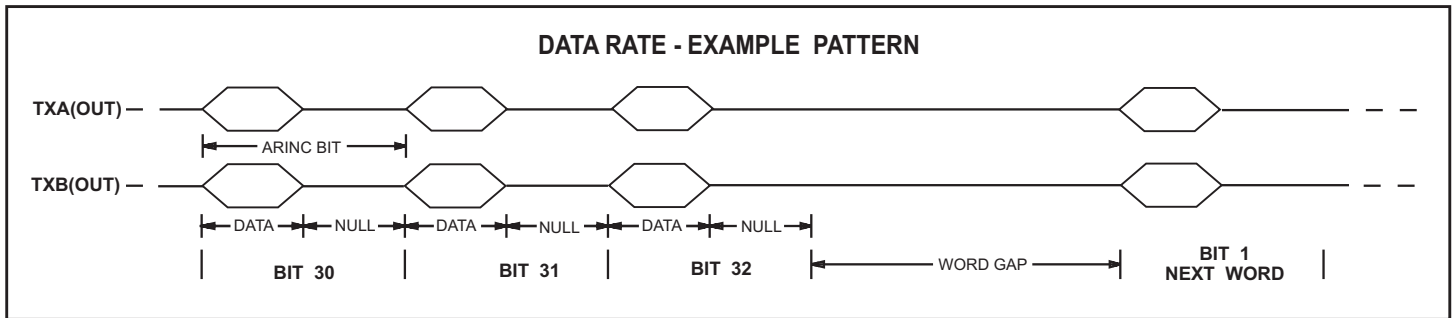 DATA RATE - EXAMPLE PATTERN
TXA(OUT)
ARINC BIT
TXB(OUT)
DATA NULL DATA NULL DATA NULL
BIT 30 BIT 31 BIT 32 WORD GAP BIT 1
NEXT WORD